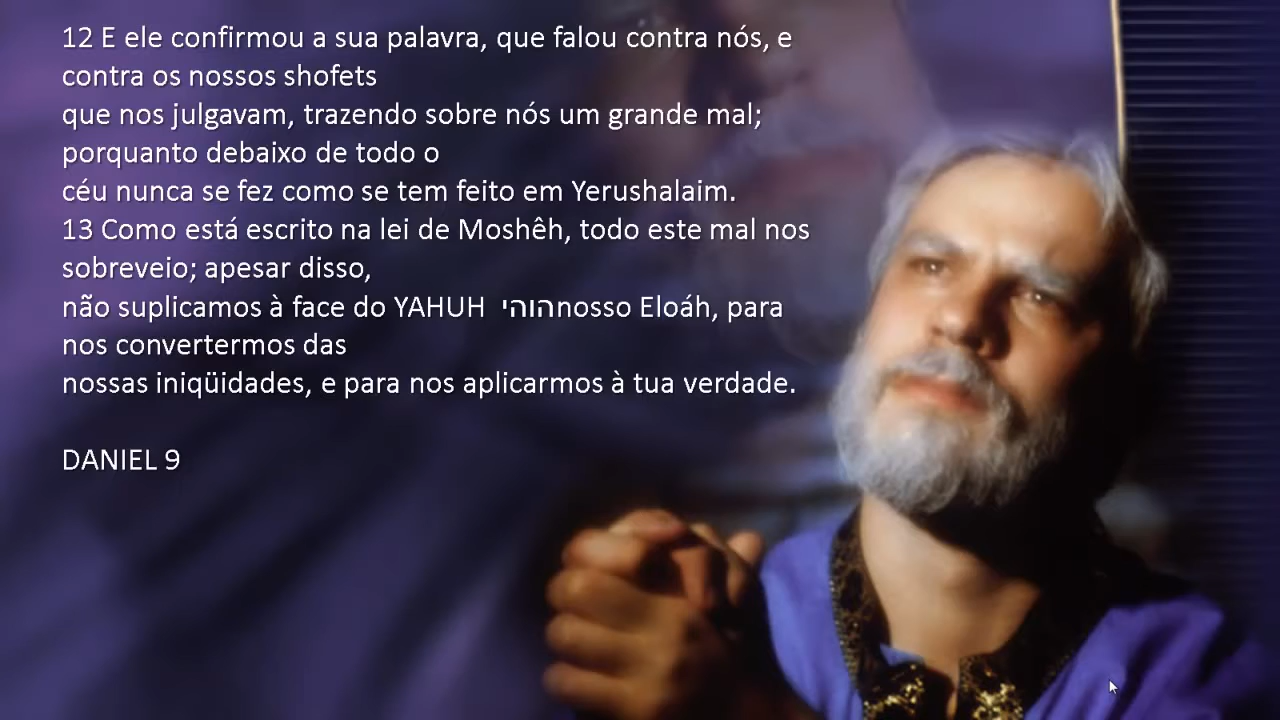 12 E ele confirmou a sua palavra, que falou contra nós, e
contra os nossos shofets
que nos julgavam, trazendo sobre nós um grande mal;
porquanto debaixo de todo o
céu nunca se fez como se tem feito em Yerushalaim.
13 Como está escrito na lei de Moshêh, todo este mal nos
sobreveio; apesar disso,
não suplicamos à face do YAHUH הוהיnosso Eloáh, para
nos convertermos das
nossas iniqüidades, e para nos aplicarmos à tua verdade.
DANIEL 9